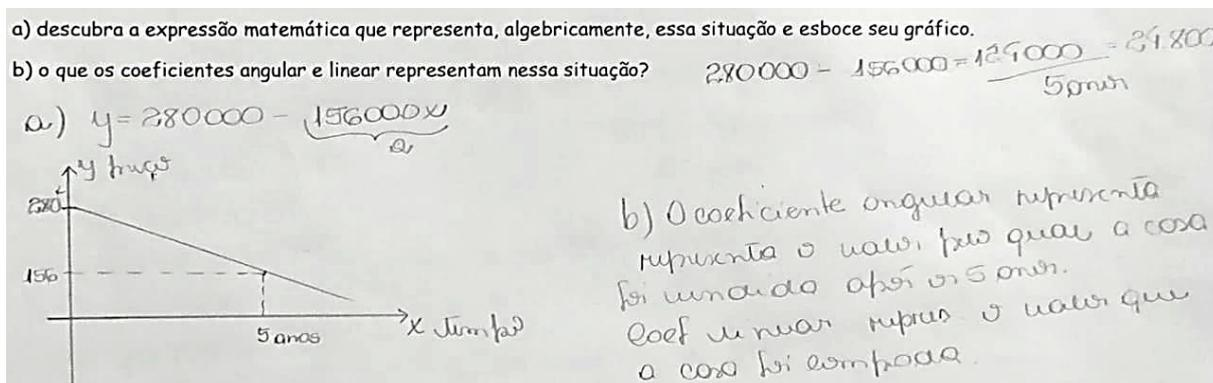 a) descubra a expressão matemática que representa, algebricamente, essa situação e esboce seu gráfico.
b) o que os coeficientes angular e linear representam nessa situação?
280000 - 156000 = 124000 = 24.800
5 anos
a) y = 280000 - 156000x
a
y preço
280
156
5 anos
x tempo
b) O coeficiente angular representa
representa o valor pelo qual a casa
foi vendida após os 5 anos.
Coef linear repres o valor que
a casa foi comprada